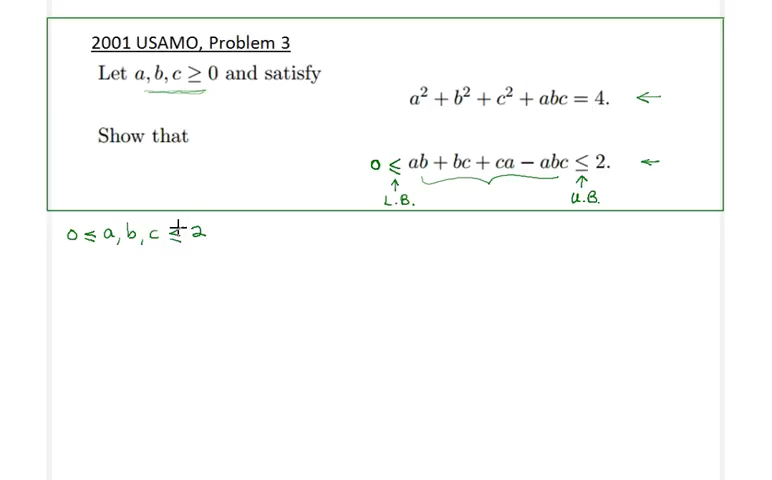 2001 USAMO, Problem 3
Let a, b, c ≥ 0 and satisfy
a² + b² + c² + abc = 4. ←
Show that
0 ≤ ab + bc + ca − abc ≤ 2. ←
↑ ↑
L.B. U.B.
0 ≤ a, b, c ≤ 2